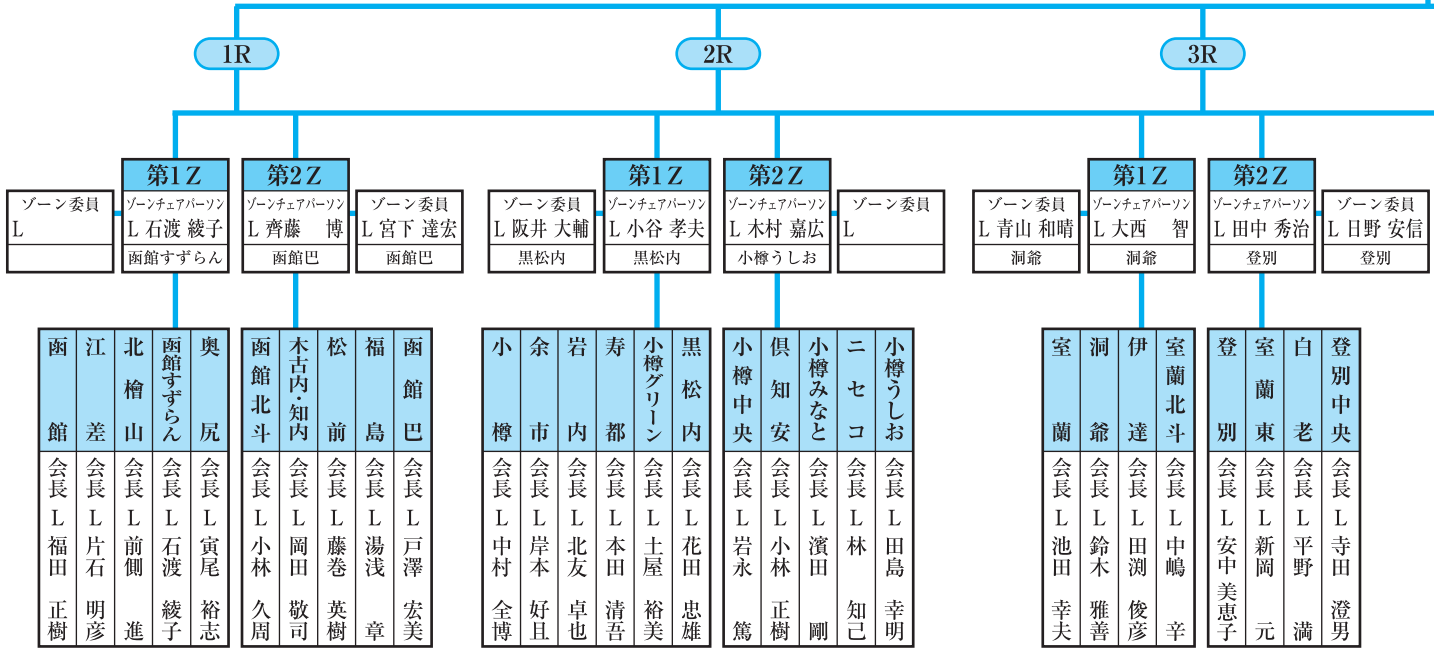 1R
2R
3R
ゾーン委員
L
第1Z
ゾーンチェアパーソン
L 石渡 綾子
函館すずらん
第2Z
ゾーンチェアパーソン
L 齊藤 博
函館巴
ゾーン委員
L 宮下 達宏
函館巴
ゾーン委員
L 阪井 大輔
黒松内
第1Z
ゾーンチェアパーソン
L 小谷 孝夫
黒松内
第2Z
ゾーンチェアパーソン
L 木村 嘉広
小樽うしお
ゾーン委員
L
ゾーン委員
L 青山 和晴
洞爺
第1Z
ゾーンチェアパーソン
L 大西 智
洞爺
第2Z
ゾーンチェアパーソン
L 田中 秀治
登別
ゾーン委員
L 日野 安信
登別
函館 会長 L 福田 正樹
江差 会長 L 片石 明彦
北檜山 会長 L 前側 進
函館すずらん 会長 L 石渡 綾子
奥尻 会長 L 寅尾 裕志
函館北斗 会長 L 小林 久周
木古内・知内 会長 L 岡田 敬司
松前 会長 L 藤巻 英樹
福島 会長 L 湯浅 章
函館巴 会長 L 戸澤 宏美
小樽 会長 L 中村 全博
余市 会長 L 岸本 好且
岩内 会長 L 北友 卓也
寿都 会長 L 本田 清吾
小樽グリーン 会長 L 土屋 裕美
黒松内 会長 L 花田 忠雄
小樽中央 会長 L 岩永 篤
倶知安 会長 L 小林 正樹
小樽みなと 会長 L 濱田 剛
ニセコ 会長 L 林 知己
小樽うしお 会長 L 田島 幸明
室蘭 会長 L 池田 幸夫
洞爺 会長 L 鈴木 雅善
伊達 会長 L 田渕 俊彦
室蘭北斗 会長 L 中嶋 辛
登別 会長 L 安中 美恵子
室蘭東 会長 L 新岡 元
白老 会長 L 平野 満
登別中央 会長 L 寺田 澄男